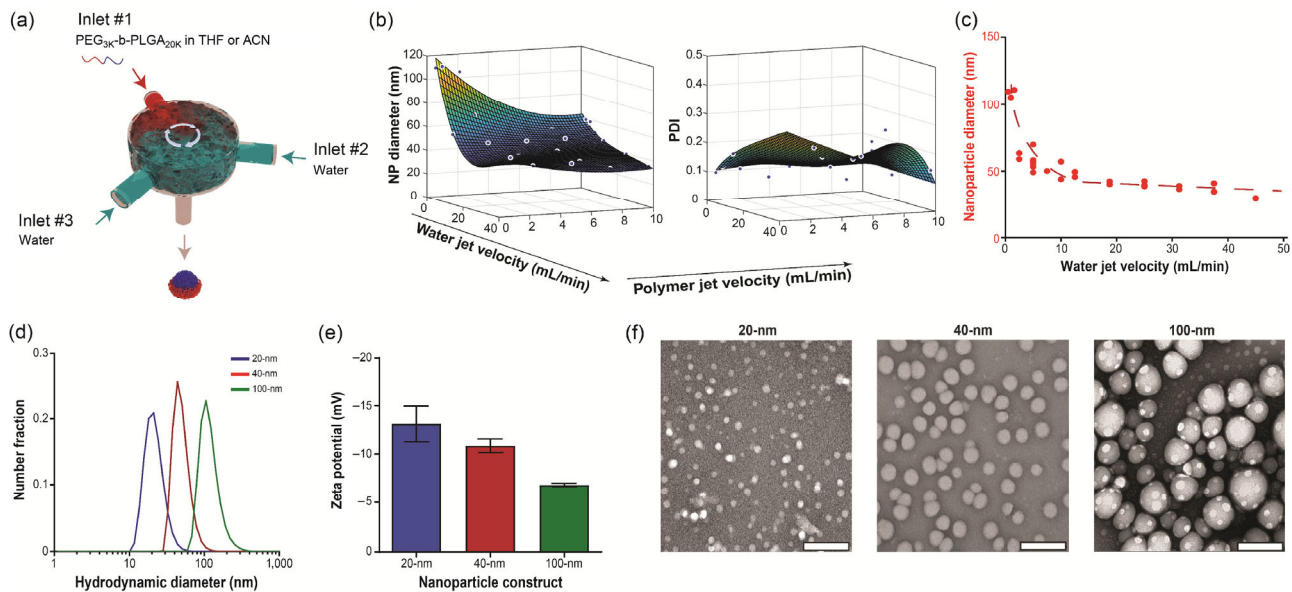 (a)
Inlet #1
PEG3K-b-PLGA20K in THF or ACN
Inlet #2
Water
Inlet #3
Water
(b)
120
100
80
60
40
20
0
NP diameter (nm)
0
20
40
0 2 4 6 8 10
Water jet velocity (mL/min)
0.5
0.4
0.3
0.2
0.1
0
PDI
0
20
40
0 2 4 6 8 10
Polymer jet velocity (mL/min)
(c)
150
100
50
0
Nanoparticle diameter (nm)
0 10 20 30 40 50
Water jet velocity (mL/min)
(d)
0.3
0.2
0.1
0
Number fraction
20-nm
40-nm
100-nm
1 10 100 1,000
Hydrodynamic diameter (nm)
(e)
−20
−15
−10
−5
0
Zeta potential (mV)
20-nm 40-nm 100-nm
Nanoparticle construct
(f)
20-nm
40-nm
100-nm